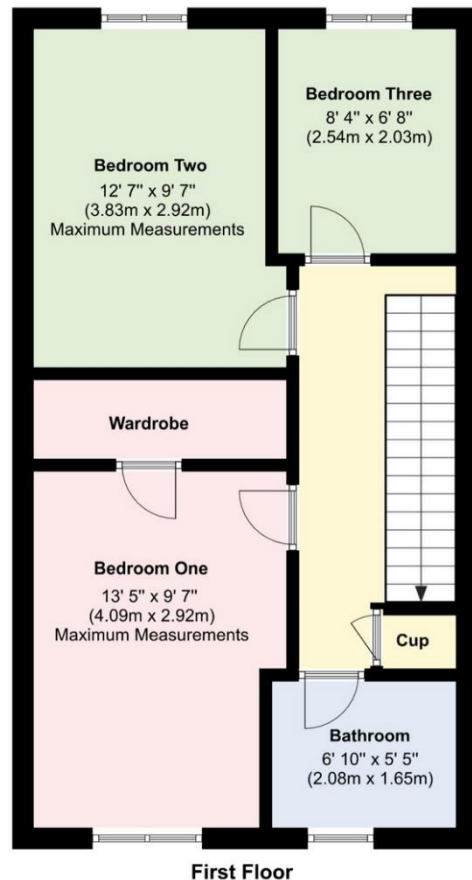 Bedroom Three
8' 4" x 6' 8"
(2.54m x 2.03m)
Bedroom Two
12' 7" x 9' 7"
(3.83m x 2.92m)
Maximum Measurements
Wardrobe
Bedroom One
13' 5" x 9' 7"
(4.09m x 2.92m)
Maximum Measurements
Cup
Bathroom
6' 10" x 5' 5"
(2.08m x 1.65m)
First Floor